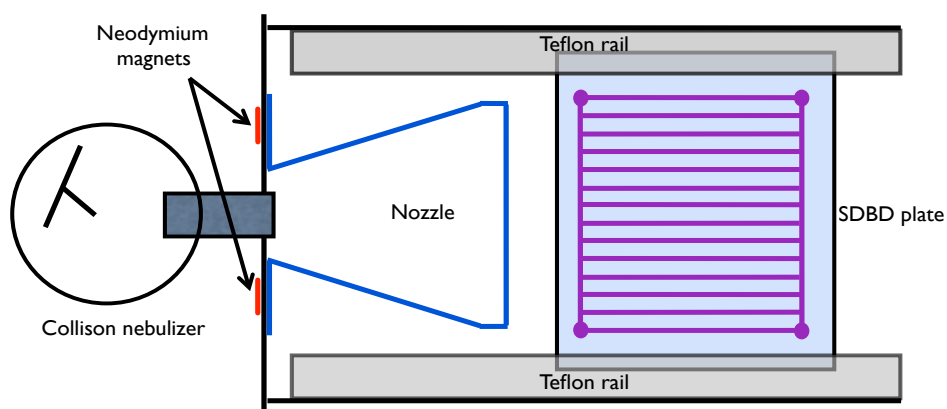 Neodymium
magnets
Teflon rail
Nozzle
SDBD plate
Collison nebulizer
Teflon rail